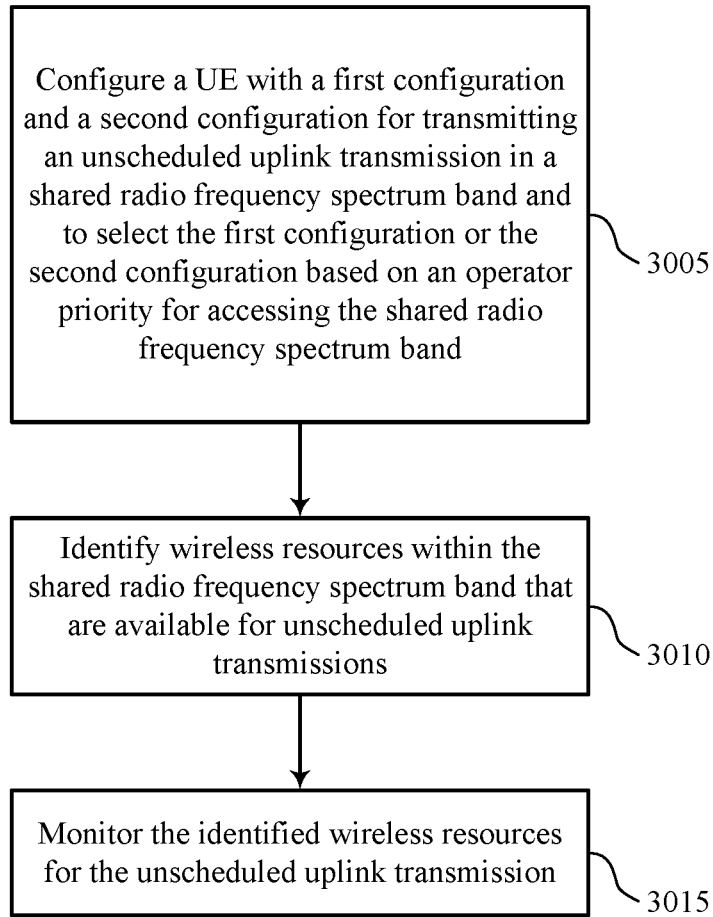 Configure a UE with a first configuration
and a second configuration for transmitting
an unscheduled uplink transmission in a
shared radio frequency spectrum band and
to select the first configuration or the
second configuration based on an operator
priority for accessing the shared radio
frequency spectrum band
3005
Identify wireless resources within the
shared radio frequency spectrum band that
are available for unscheduled uplink
transmissions
3010
Monitor the identified wireless resources
for the unscheduled uplink transmission
3015